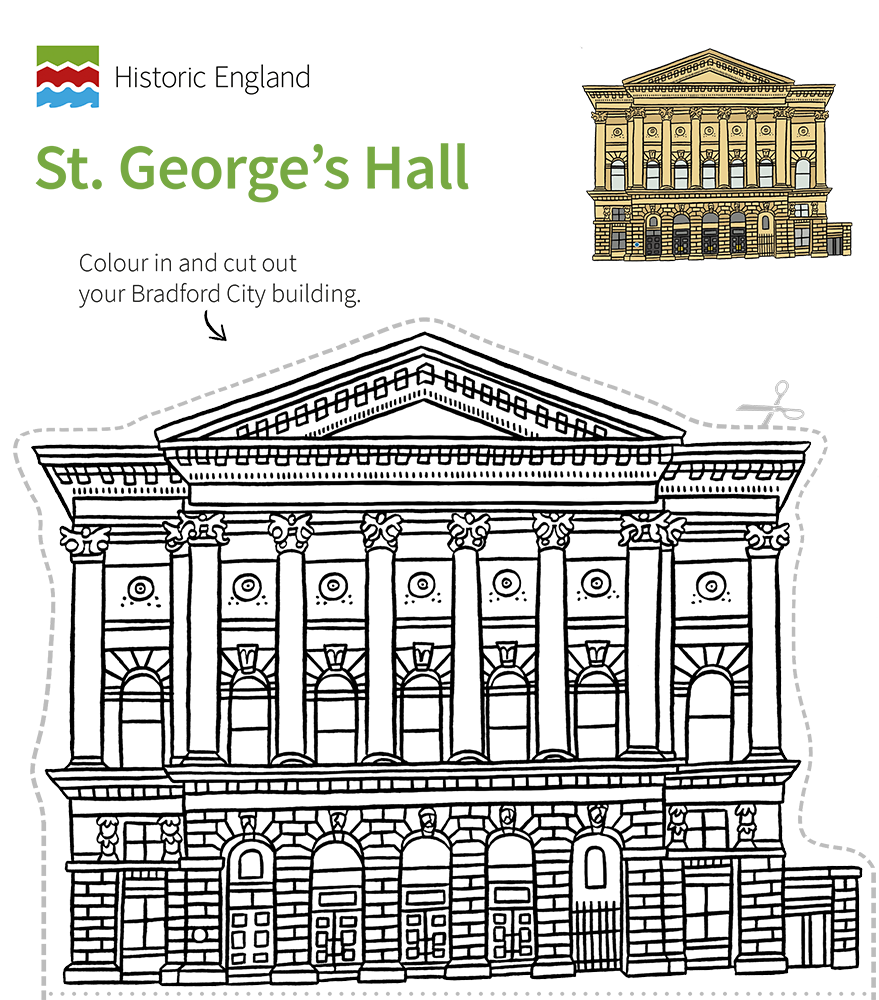 Historic England
St. George’s Hall
Colour in and cut out
your Bradford City building.